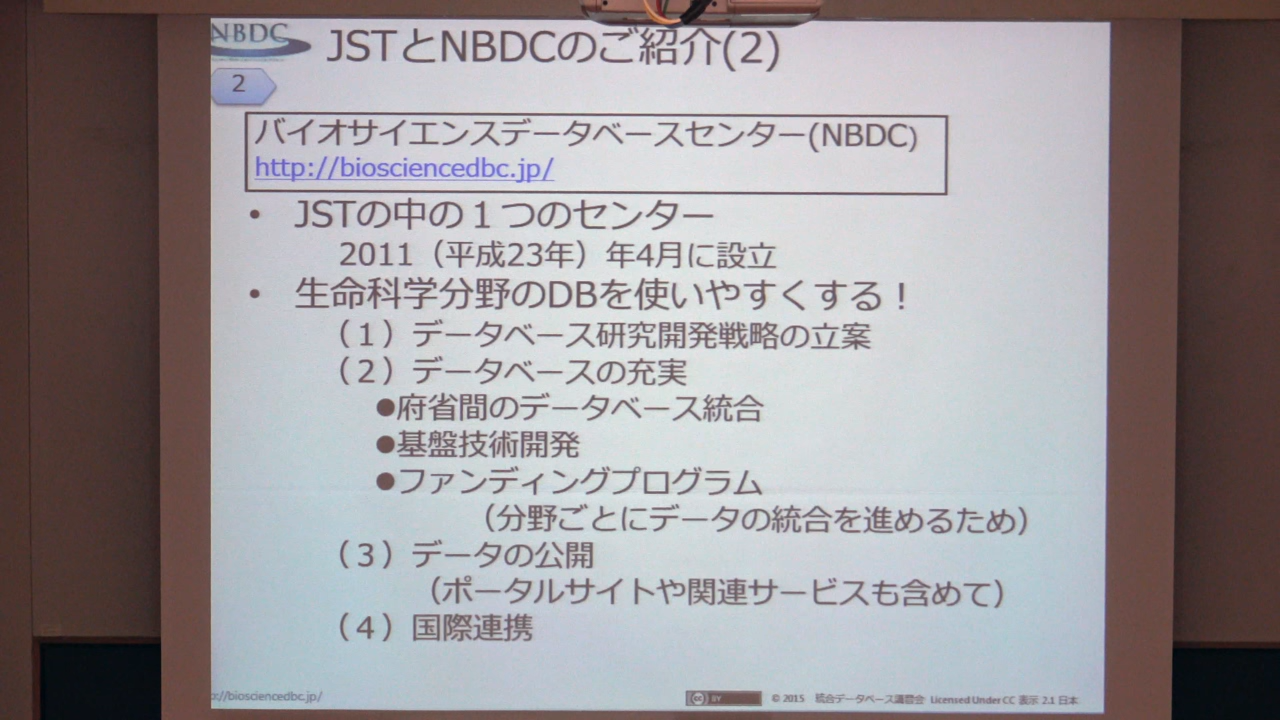 NBDC
JSTとNBDCのご紹介(2)
2
バイオサイエンスデータベースセンター(NBDC)
http://biosciencedbc.jp/
• JSTの中の１つのセンター
2011（平成23年）年4月に設立
• 生命科学分野のDBを使いやすくする！
（１）データベース研究開発戦略の立案
（２）データベースの充実
●府省間のデータベース統合
●基盤技術開発
●ファンディングプログラム
（分野ごとにデータの統合を進めるため）
（３）データの公開
（ポータルサイトや関連サービスも含めて）
（４）国際連携
://biosciencedbc.jp/
cc BY © 2015 統合データベース講習会 Licensed Under CC 表示 2.1 日本